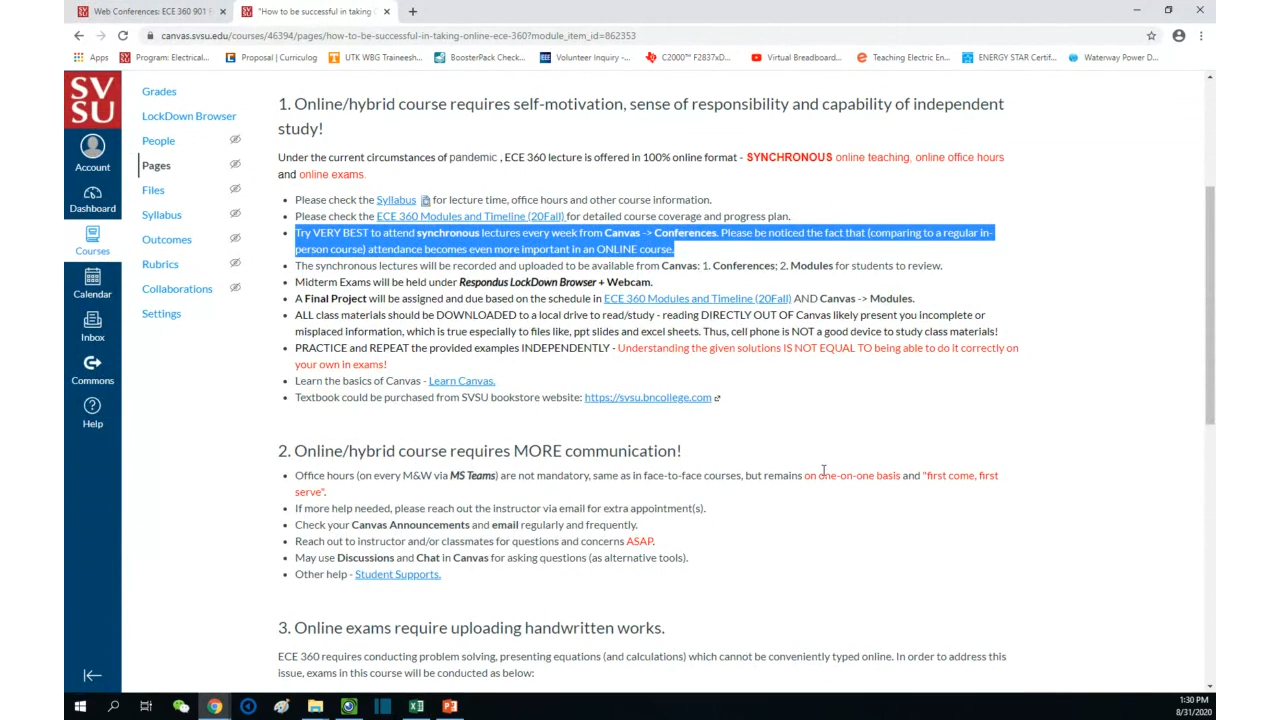 Web Conferences: ECE 360 901
"How to be successful in taking
canvas.svsu.edu/courses/46394/pages/how-to-be-successful-in-taking-online-ece-360?module_item_id=862353
Apps
Program: Electrical...
Proposal | Curriculog
UTK WBG Traineesh...
BoosterPack Check...
IEEE Volunteer Inquiry -...
C2000™ F2837xD...
Virtual Breadboard...
Teaching Electric En...
ENERGY STAR Certif...
Waterway Power D...
SV
SU
Account
Dashboard
Courses
Calendar
Inbox
Commons
Help
Grades
LockDown Browser
People
Pages
Files
Syllabus
Outcomes
Rubrics
Collaborations
Settings
1. Online/hybrid course requires self-motivation, sense of responsibility and capability of independent
study!
Under the current circumstances of pandemic , ECE 360 lecture is offered in 100% online format - SYNCHRONOUS online teaching, online office hours
and online exams.
• Please check the Syllabus for lecture time, office hours and other course information.
• Please check the ECE 360 Modules and Timeline (20Fall) for detailed course coverage and progress plan.
• Try VERY BEST to attend synchronous lectures every week from Canvas -> Conferences. Please be noticed the fact that (comparing to a regular in-
person course) attendance becomes even more important in an ONLINE course.
• The synchronous lectures will be recorded and uploaded to be available from Canvas: 1. Conferences; 2. Modules for students to review.
• Midterm Exams will be held under Respondus LockDown Browser + Webcam.
• A Final Project will be assigned and due based on the schedule in ECE 360 Modules and Timeline (20Fall) AND Canvas -> Modules.
• ALL class materials should be DOWNLOADED to a local drive to read/study - reading DIRECTLY OUT OF Canvas likely present you incomplete or
misplaced information, which is true especially to files like, ppt slides and excel sheets. Thus, cell phone is NOT a good device to study class materials!
• PRACTICE and REPEAT the provided examples INDEPENDENTLY - Understanding the given solutions IS NOT EQUAL TO being able to do it correctly on
your own in exams!
• Learn the basics of Canvas - Learn Canvas.
• Textbook could be purchased from SVSU bookstore website: https://svsu.bncollege.com
2. Online/hybrid course requires MORE communication!
• Office hours (on every M&W via MS Teams) are not mandatory, same as in face-to-face courses, but remains on one-on-one basis and "first come, first
serve".
• If more help needed, please reach out the instructor via email for extra appointment(s).
• Check your Canvas Announcements and email regularly and frequently.
• Reach out to instructor and/or classmates for questions and concerns ASAP.
• May use Discussions and Chat in Canvas for asking questions (as alternative tools).
• Other help - Student Supports.
3. Online exams require uploading handwritten works.
ECE 360 requires conducting problem solving, presenting equations (and calculations) which cannot be conveniently typed online. In order to address this
issue, exams in this course will be conducted as below:
1:30 PM
8/31/2020